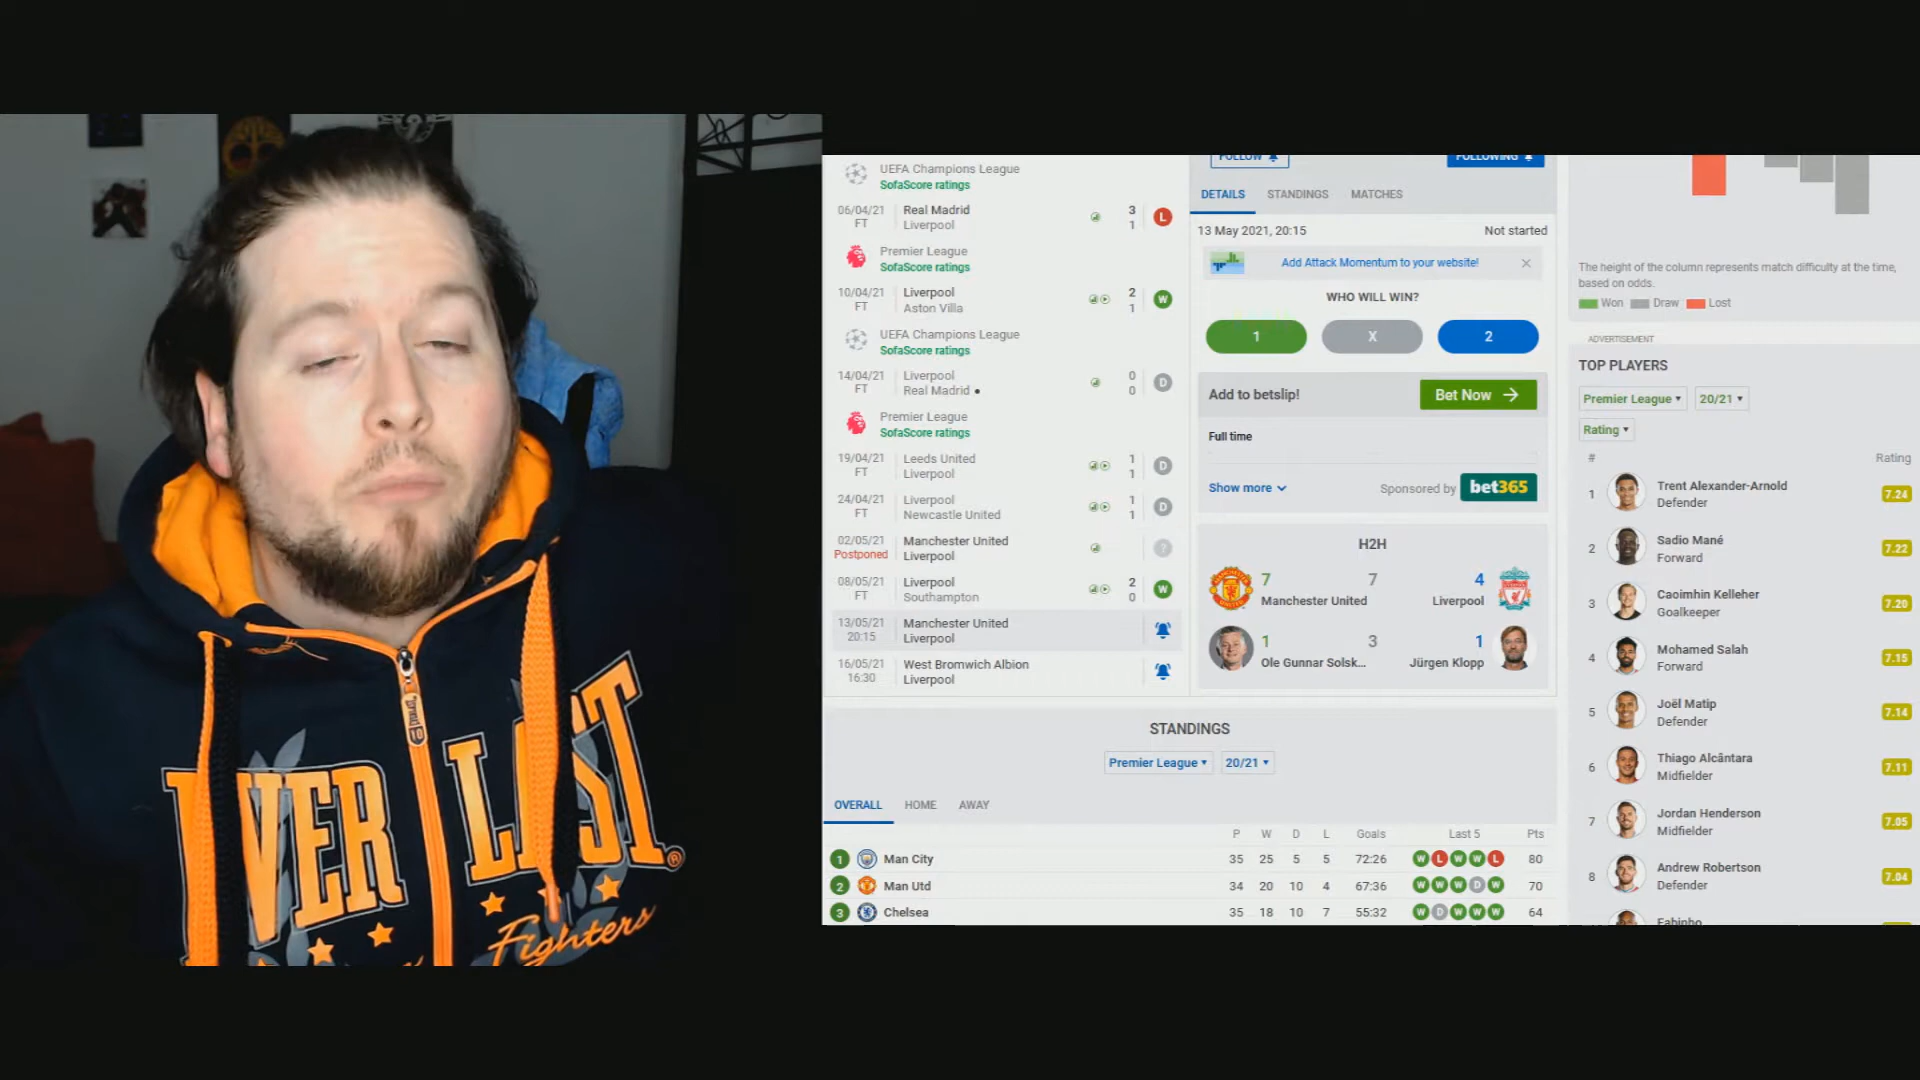 EVERLAST
Fighters
UEFA Champions League
SofaScore ratings
06/04/21 Real Madrid 3 L
FT Liverpool 1
Premier League
SofaScore ratings
10/04/21 Liverpool 2 W
FT Aston Villa 1
UEFA Champions League
SofaScore ratings
14/04/21 Liverpool 0 D
FT Real Madrid 0
Premier League
SofaScore ratings
19/04/21 Leeds United 1 D
FT Liverpool 1
24/04/21 Liverpool 1 D
FT Newcastle United 1
02/05/21 Manchester United ?
Postponed Liverpool
08/05/21 Liverpool 2 W
FT Southampton 0
13/05/21 Manchester United
20:15 Liverpool
16/05/21 West Bromwich Albion
16:30 Liverpool
FOLLOW FOLLOWING
DETAILS STANDINGS MATCHES
13 May 2021, 20:15 Not started
Add Attack Momentum to your website!
WHO WILL WIN?
1 X 2
Add to betslip! Bet Now
Full time
Show more Sponsored by bet365
H2H
7 7 4
Manchester United Liverpool
1 3 1
Ole Gunnar Solsk... Jürgen Klopp
STANDINGS
Premier League 20/21
OVERALL HOME AWAY
P W D L Goals Last 5 Pts
1 Man City 35 25 5 5 72:26 W L W W L 80
2 Man Utd 34 20 10 4 67:36 W W W D W 70
3 Chelsea 35 18 10 7 55:32 W D W W W 64
The height of the column represents match difficulty at the time,
based on odds.
Won Draw Lost
ADVERTISEMENT
TOP PLAYERS
Premier League 20/21
Rating
# Rating
1 Trent Alexander-Arnold 7.24
Defender
2 Sadio Mané 7.22
Forward
3 Caoimhin Kelleher 7.20
Goalkeeper
4 Mohamed Salah 7.15
Forward
5 Joël Matip 7.14
Defender
6 Thiago Alcântara 7.11
Midfielder
7 Jordan Henderson 7.05
Midfielder
8 Andrew Robertson 7.04
Defender
Fabinho